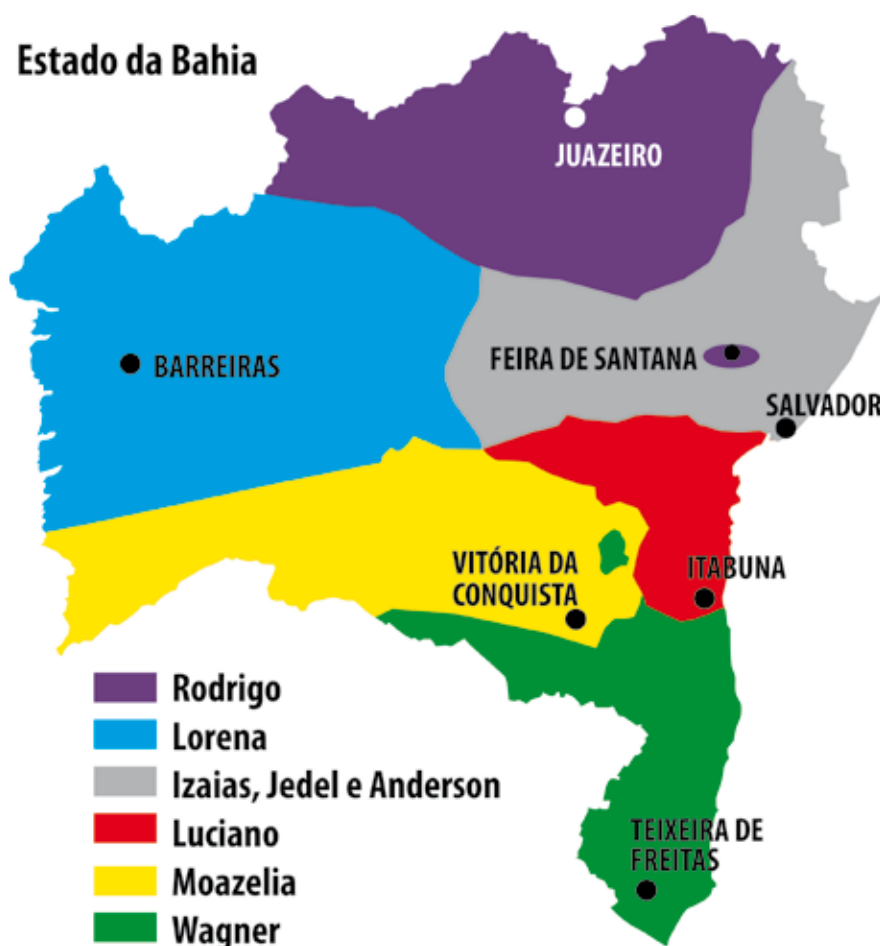 Estado da Bahia
JUAZEIRO
BARREIRAS
FEIRA DE SANTANA
SALVADOR
VITÓRIA DA
CONQUISTA
ITABUNA
TEIXEIRA DE
FREITAS
Rodrigo
Lorena
Izaias, Jedel e Anderson
Luciano
Moazelia
Wagner